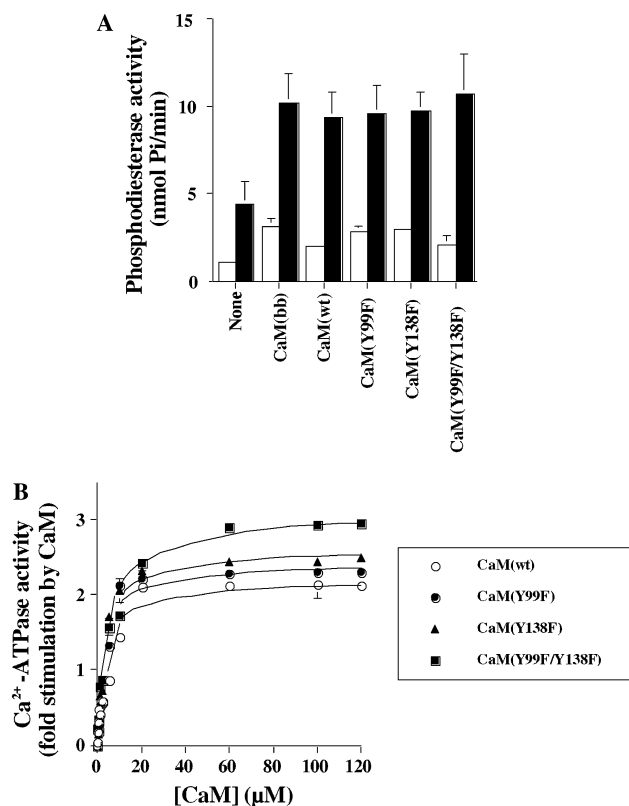 A
Phosphodiesterase activity
(nmol Pi/min)
15
10
5
0
None
CaM(bb)
CaM(wt)
CaM(Y99F)
CaM(Y138F)
CaM(Y99F/Y138F)
B
Ca²⁺-ATPase activity
(fold stimulation by CaM)
3
2
1
0
0
20
40
60
80
100
120
[CaM] (µM)
CaM(wt)
CaM(Y99F)
CaM(Y138F)
CaM(Y99F/Y138F)